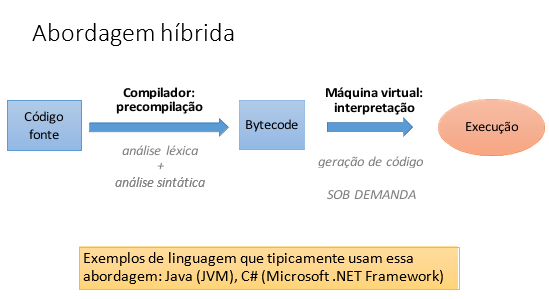 Abordagem híbrida
Compilador:
precompilação
Máquina virtual:
interpretação
Código
fonte
Bytecode
Execução
análise léxica
+
análise sintática
geração de código
SOB DEMANDA
Exemplos de linguagem que tipicamente usam essa
abordagem: Java (JVM), C# (Microsoft .NET Framework)